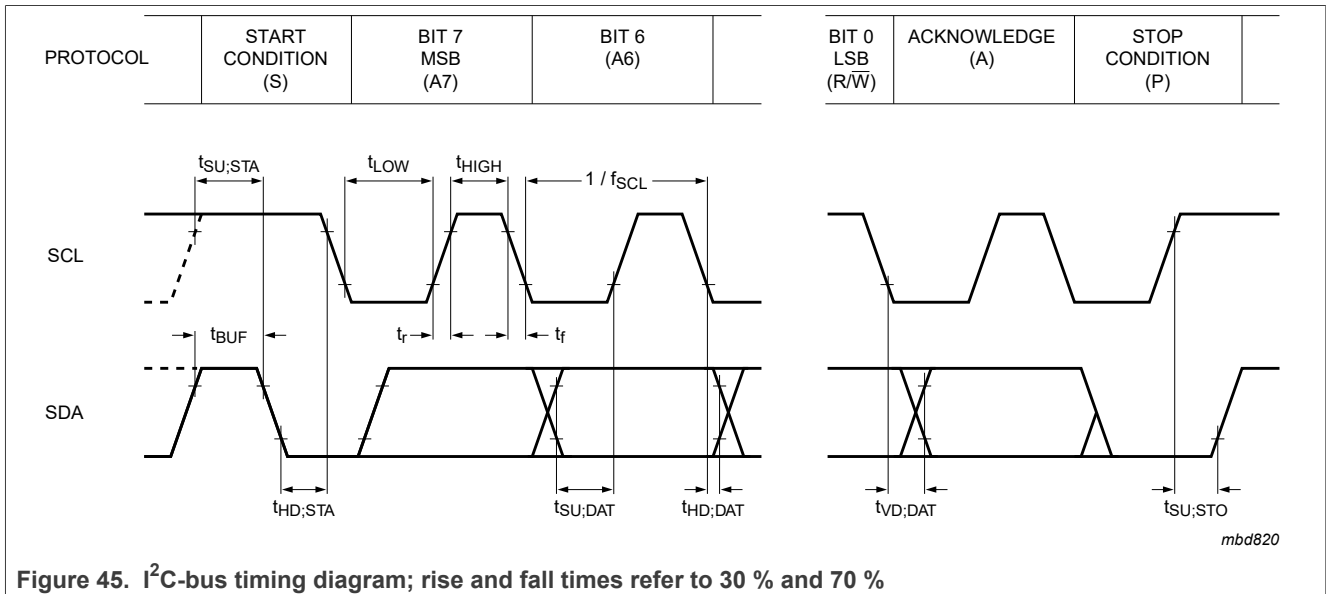 PROTOCOL
START
CONDITION
(S)
BIT 7
MSB
(A7)
BIT 6
(A6)
BIT 0
LSB
(R/W̅)
ACKNOWLEDGE
(A)
STOP
CONDITION
(P)
tSU;STA
tLOW
tHIGH
1 / fSCL
SCL
tBUF
tr
tf
SDA
tHD;STA
tSU;DAT
tHD;DAT
tVD;DAT
tSU;STO
mbd820
Figure 45. I²C-bus timing diagram; rise and fall times refer to 30 % and 70 %